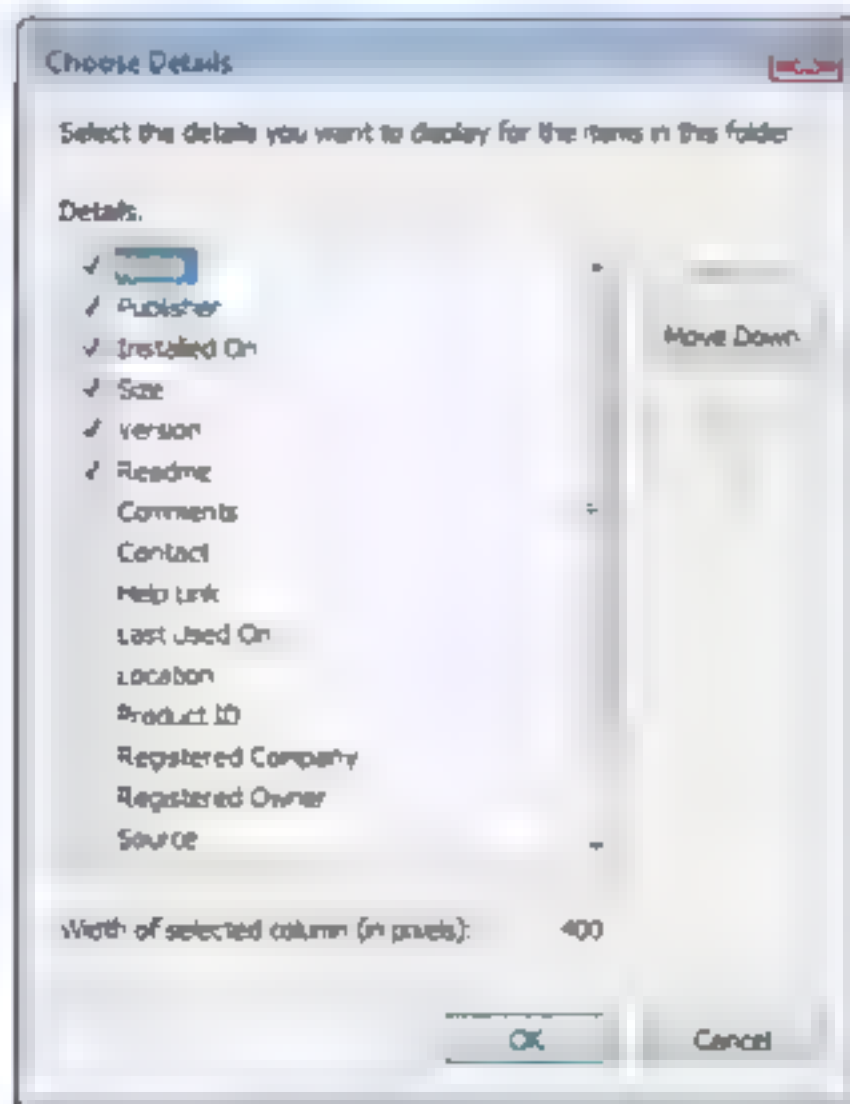 Choose Details
Select the details you want to display for the items in this folder
Details:
Publisher
Move Down
Installed On
Size
Version
Readme
Comments
Contact
Help Link
Last Used On
Location
Product ID
Registered Company
Registered Owner
Source
Width of selected column (in pixels): 400
OK Cancel